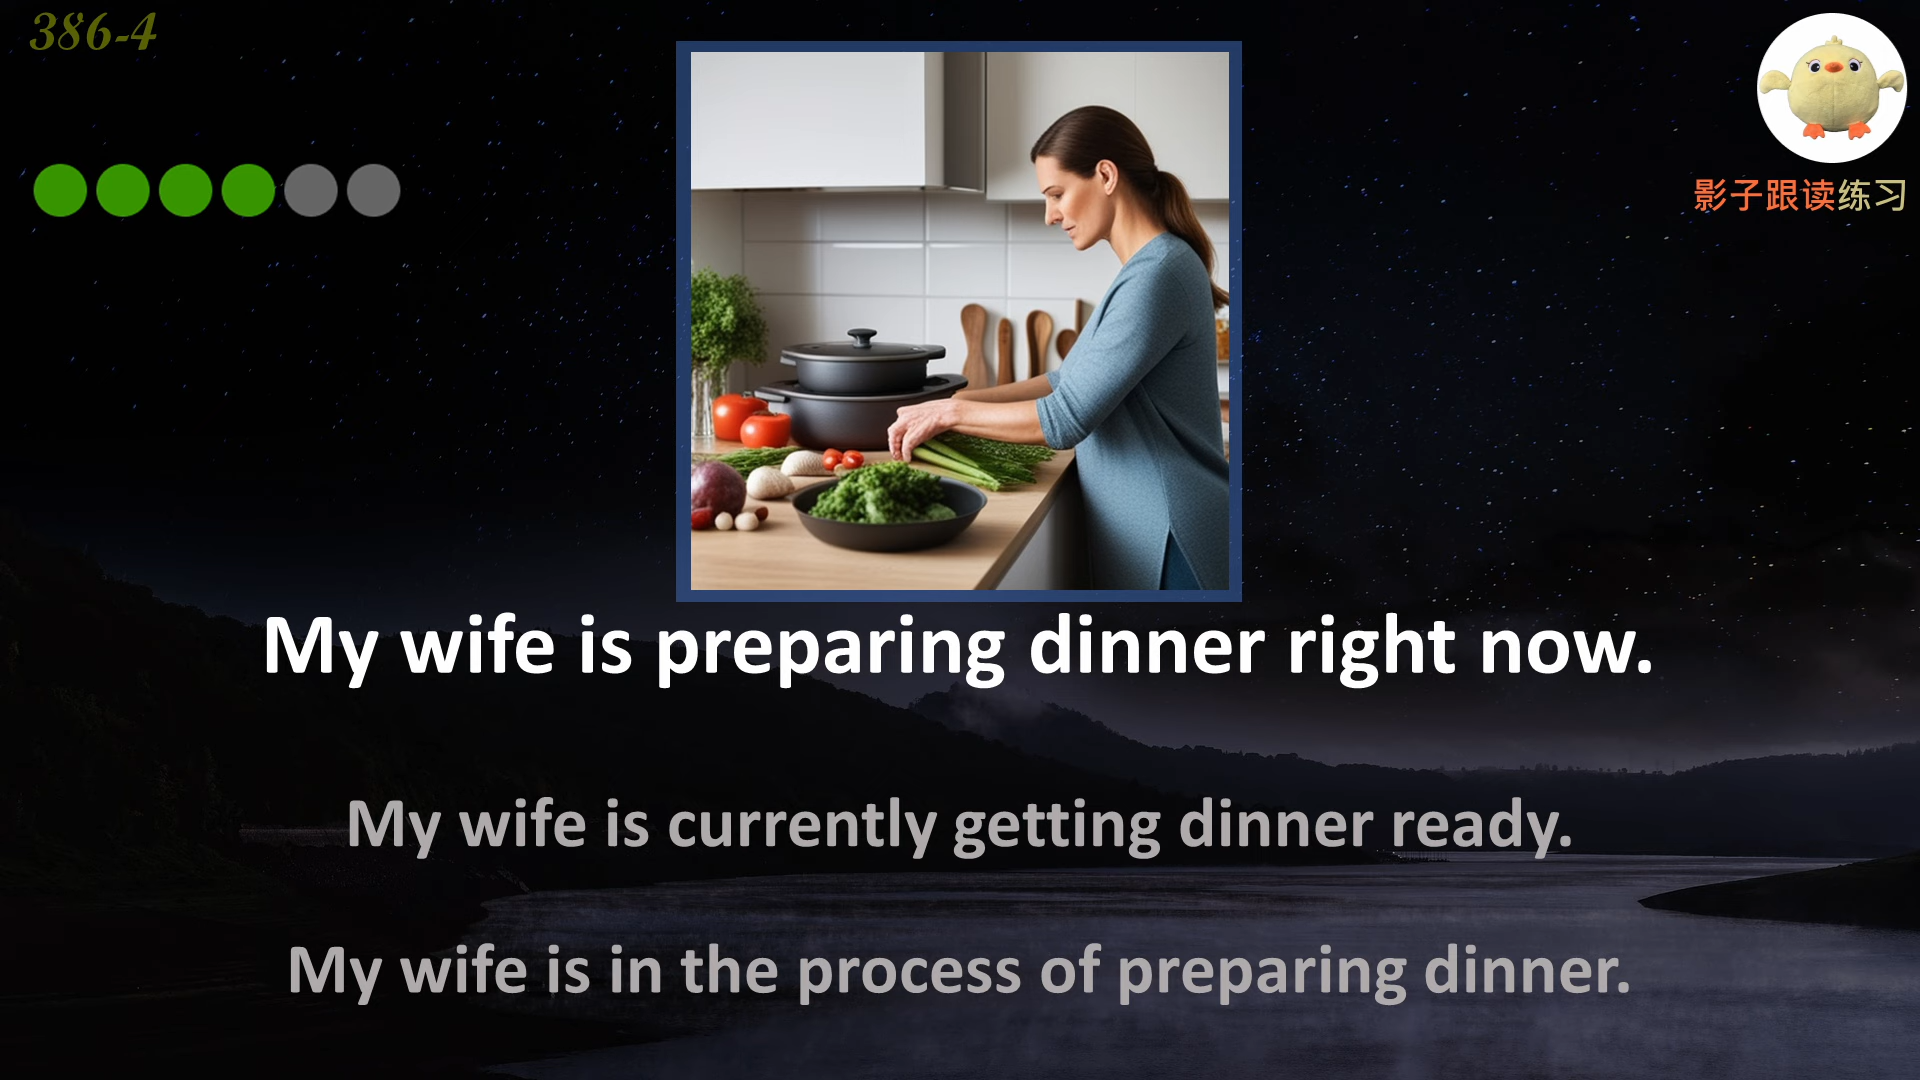 386-4
影子跟读练习
My wife is preparing dinner right now.
My wife is currently getting dinner ready.
My wife is in the process of preparing dinner.